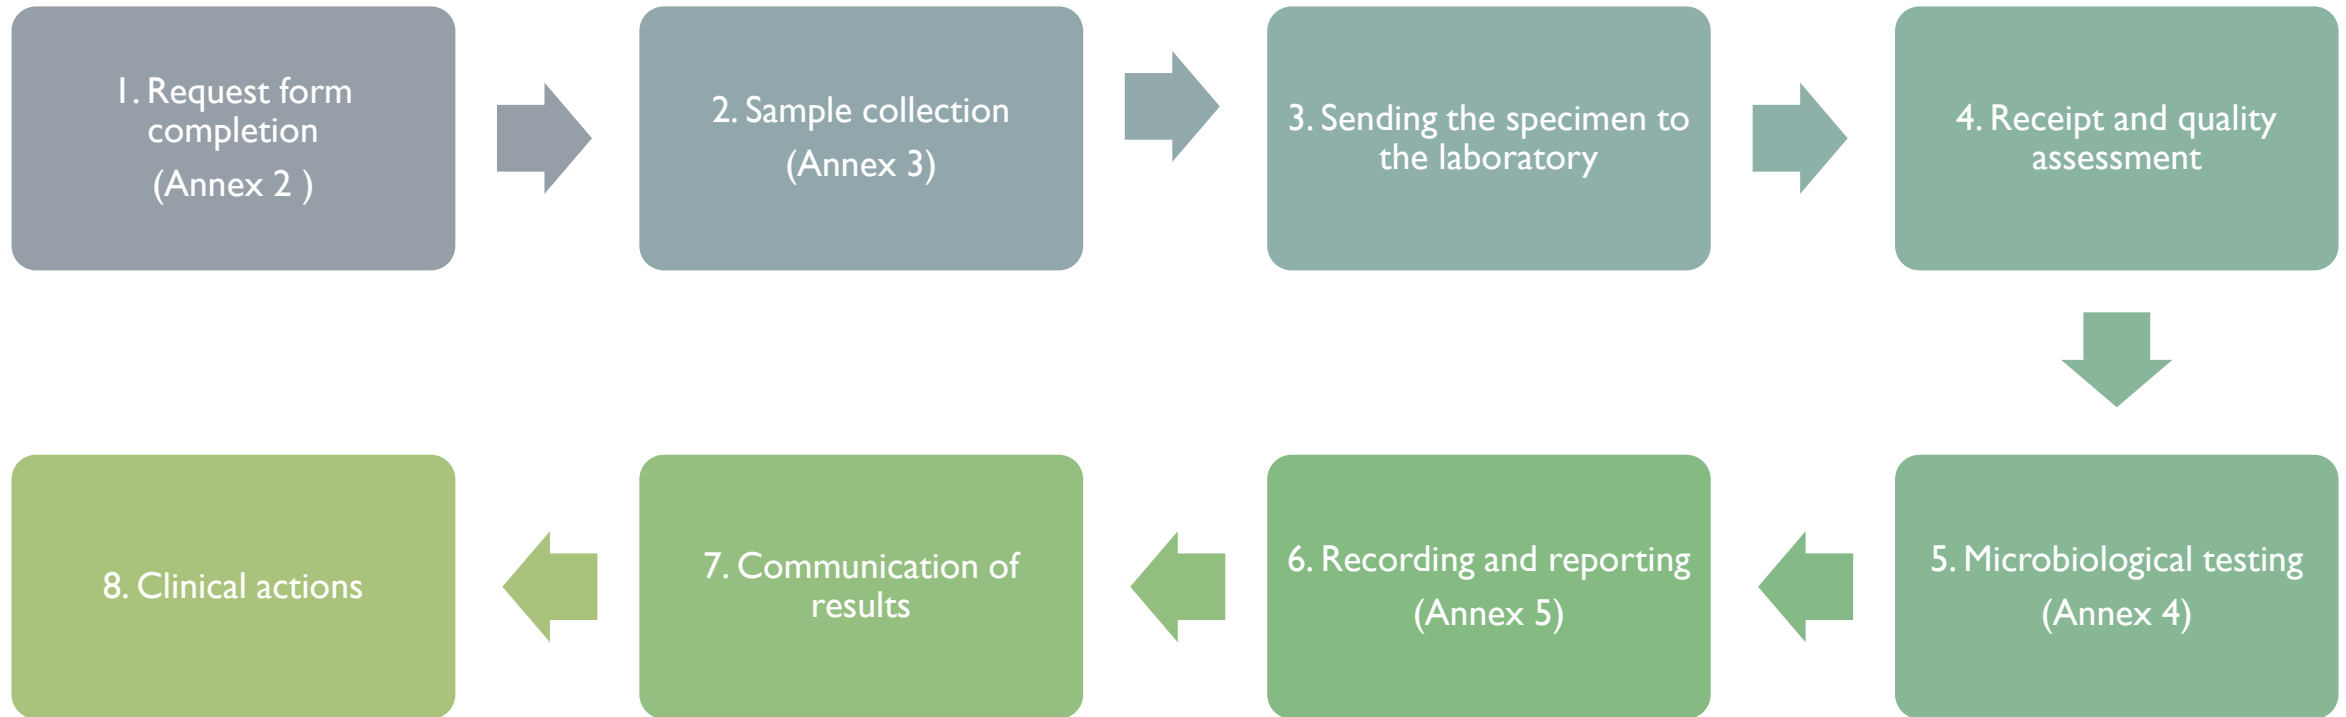 1. Request form
completion
(Annex 2 )
2. Sample collection
(Annex 3)
3. Sending the specimen to
the laboratory
4. Receipt and quality
assessment
5. Microbiological testing
(Annex 4)
6. Recording and reporting
(Annex 5)
7. Communication of
results
8. Clinical actions